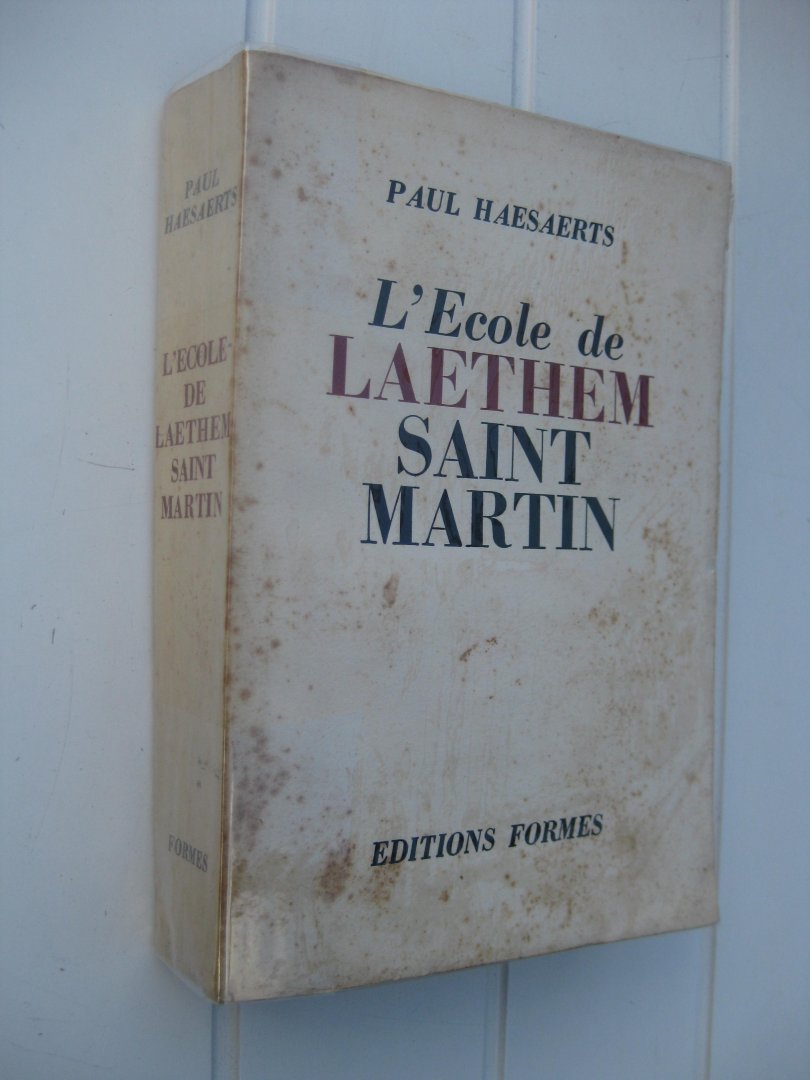 PAUL
HAESAERTS
L'ECOLE-
DE
LAETHEM
SAINT
MARTIN
FORMES
PAUL HAESAERTS
L'Ecole de
LAETHEM
SAINT
MARTIN
EDITIONS FORMES